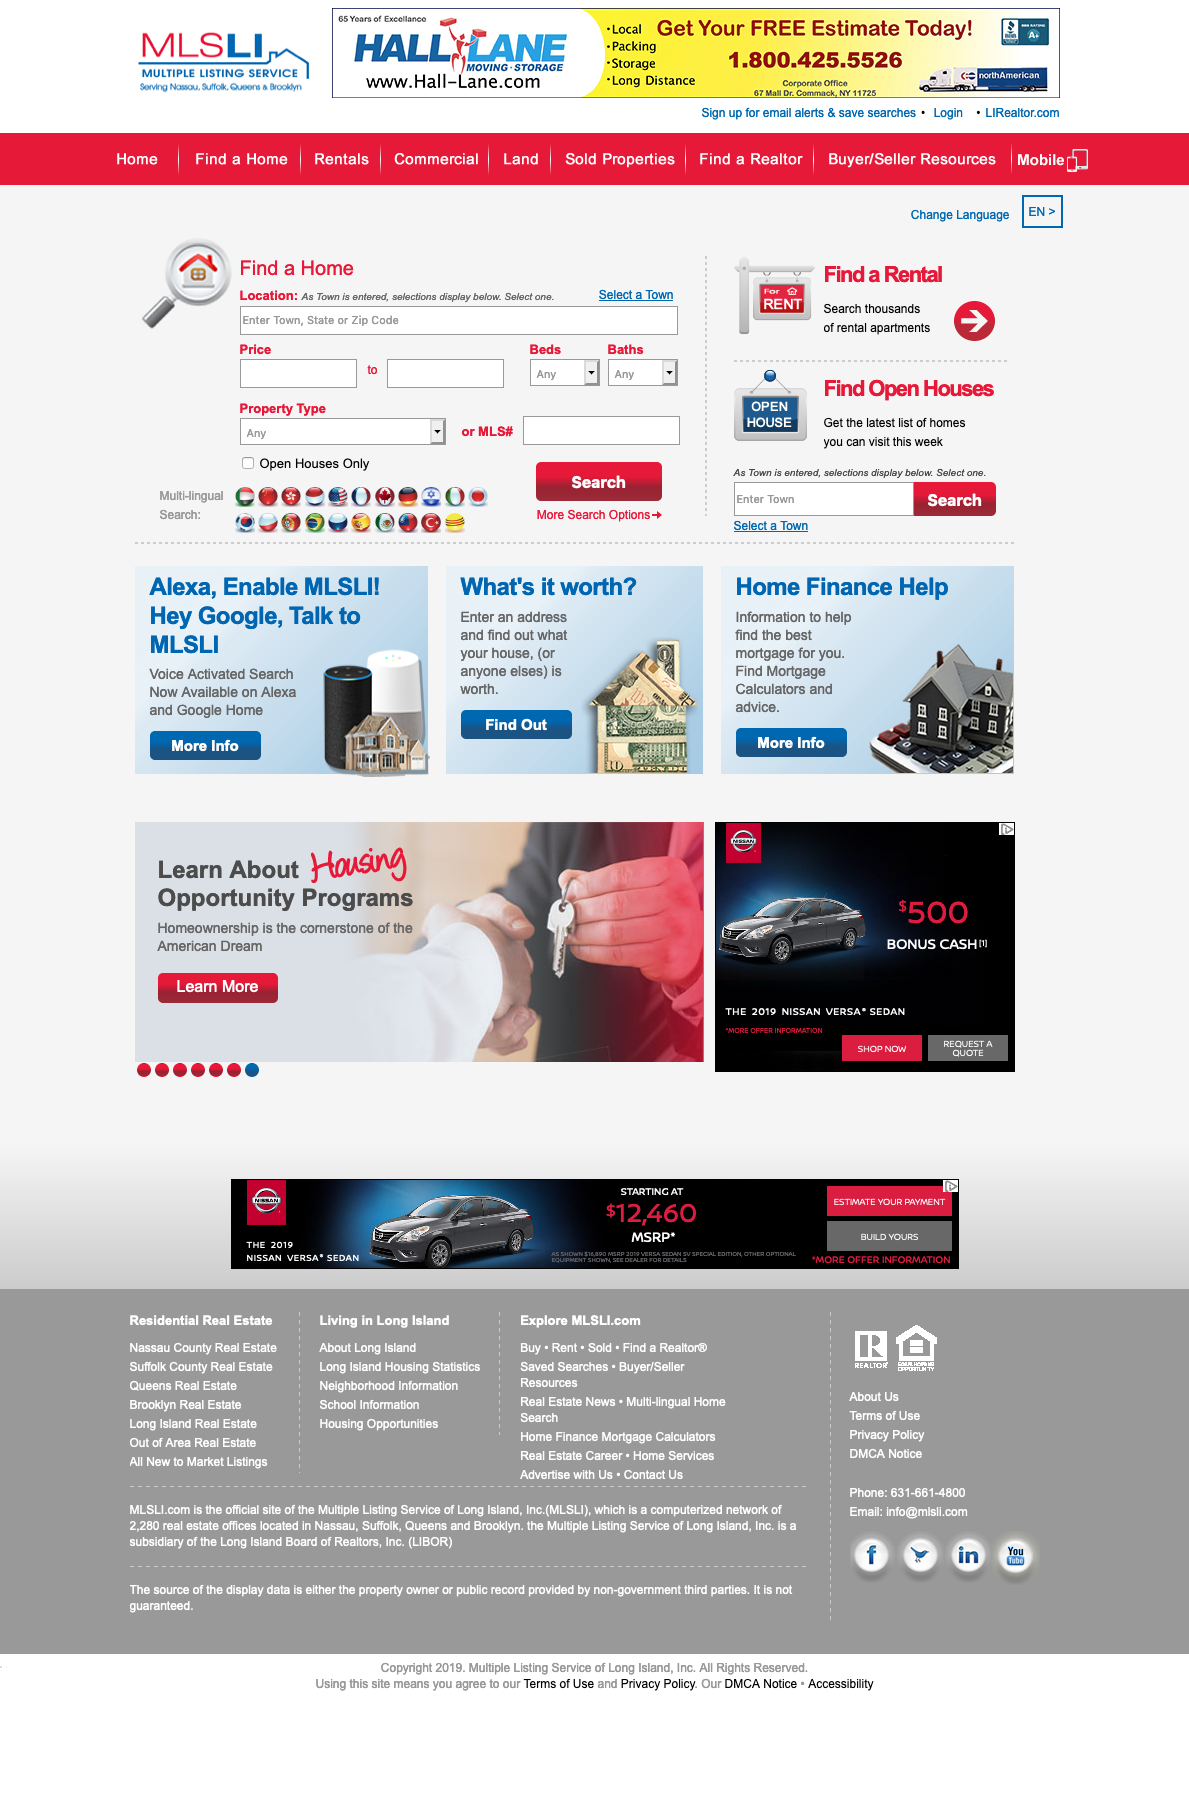 MLSLI
MULTIPLE LISTING SERVICE
Serving Nassau, Suffolk, Queens & Brooklyn
65 Years of Excellence
HALL LANE
MOVING · STORAGE
www.Hall-Lane.com
•Local
•Packing
•Storage
•Long Distance
Get Your FREE Estimate Today!
1.800.425.5526
Corporate Office
67 Mall Dr. Commack, NY 11725
A+
northAmerican
Sign up for email alerts & save searches • Login • LIRealtor.com
Home Find a Home Rentals Commercial Land Sold Properties Find a Realtor Buyer/Seller Resources Mobile
Change Language EN >
Find a Home
Location: As Town is entered, selections display below. Select one. Select a Town
Enter Town, State or Zip Code
Price Beds Baths
to Any Any
Property Type
Any or MLS#
Open Houses Only
Multi-lingual
Search:
Search
More Search Options
For
RENT
Find a Rental
Search thousands
of rental apartments
OPEN
HOUSE
Find Open Houses
Get the latest list of homes
you can visit this week
As Town is entered, selections display below. Select one.
Enter Town Search
Select a Town
Alexa, Enable MLSLI!
Hey Google, Talk to
MLSLI
Voice Activated Search
Now Available on Alexa
and Google Home
More Info
What's it worth?
Enter an address
and find out what
your house, (or
anyone elses) is
worth.
Find Out
Home Finance Help
Information to help
find the best
mortgage for you.
Find Mortgage
Calculators and
advice.
More Info
Learn About Housing
Opportunity Programs
Homeownership is the cornerstone of the
American Dream
Learn More
NISSAN
$500
BONUS CASH[1]
THE 2019 NISSAN VERSA® SEDAN
*MORE OFFER INFORMATION
SHOP NOW
REQUEST A
QUOTE
NISSAN
THE 2019
NISSAN VERSA® SEDAN
STARTING AT
$12,460
MSRP*
AS SHOWN $16,890 MSRP 2019 VERSA SEDAN SV SPECIAL EDITION, OTHER OPTIONAL
EQUIPMENT SHOWN, SEE DEALER FOR DETAILS
ESTIMATE YOUR PAYMENT
BUILD YOURS
*MORE OFFER INFORMATION
Residential Real Estate
Nassau County Real Estate
Suffolk County Real Estate
Queens Real Estate
Brooklyn Real Estate
Long Island Real Estate
Out of Area Real Estate
All New to Market Listings
Living in Long Island
About Long Island
Long Island Housing Statistics
Neighborhood Information
School Information
Housing Opportunities
Explore MLSLI.com
Buy • Rent • Sold • Find a Realtor®
Saved Searches • Buyer/Seller
Resources
Real Estate News • Multi-lingual Home
Search
Home Finance Mortgage Calculators
Real Estate Career • Home Services
Advertise with Us • Contact Us
REALTOR®
EQUAL HOUSING
OPPORTUNITY
About Us
Terms of Use
Privacy Policy
DMCA Notice
Phone: 631-661-4800
Email: info@mlsli.com
f in You Tube
MLSLI.com is the official site of the Multiple Listing Service of Long Island, Inc.(MLSLI), which is a computerized network of
2,280 real estate offices located in Nassau, Suffolk, Queens and Brooklyn. the Multiple Listing Service of Long Island, Inc. is a
subsidiary of the Long Island Board of Realtors, Inc. (LIBOR)
The source of the display data is either the property owner or public record provided by non-government third parties. It is not
guaranteed.
Copyright 2019. Multiple Listing Service of Long Island, Inc. All Rights Reserved.
Using this site means you agree to our Terms of Use and Privacy Policy. Our DMCA Notice • Accessibility